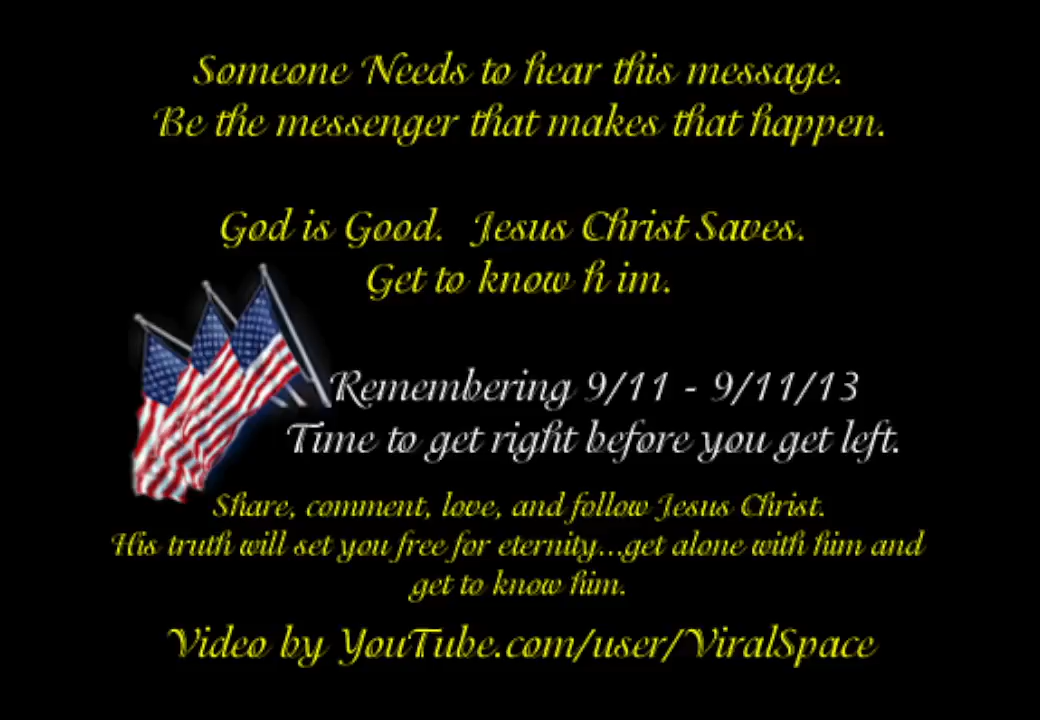 Someone Needs to hear this message.
Be the messenger that makes that happen.
God is Good. Jesus Christ Saves.
Get to know h im.
Remembering 9/11 - 9/11/13
Time to get right before you get left.
Share, comment, love, and follow Jesus Christ.
His truth will set you free for eternity...get alone with him and
get to know him.
Video by YouTube.com/user/ViralSpace